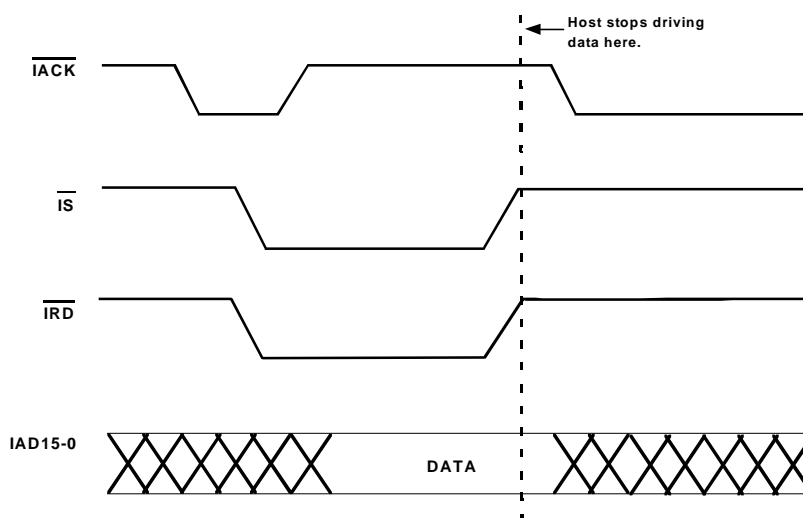 Host stops driving
data here.
IACK
IS
IRD
IAD15-0
DATA